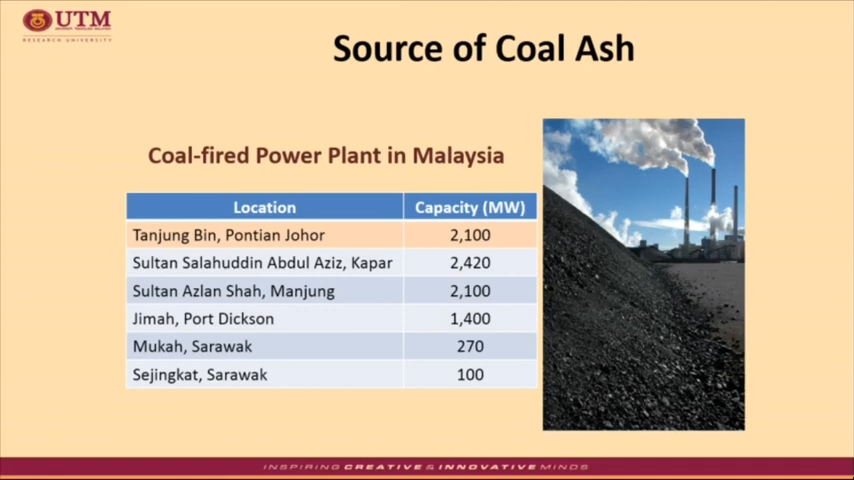 UTM
RESEARCH UNIVERSITY
Source of Coal Ash
Coal-fired Power Plant in Malaysia
Location Capacity (MW)
Tanjung Bin, Pontian Johor 2,100
Sultan Salahuddin Abdul Aziz, Kapar 2,420
Sultan Azlan Shah, Manjung 2,100
Jimah, Port Dickson 1,400
Mukah, Sarawak 270
Sejingkat, Sarawak 100
INSPIRING CREATIVE & INNOVATIVE MINDS